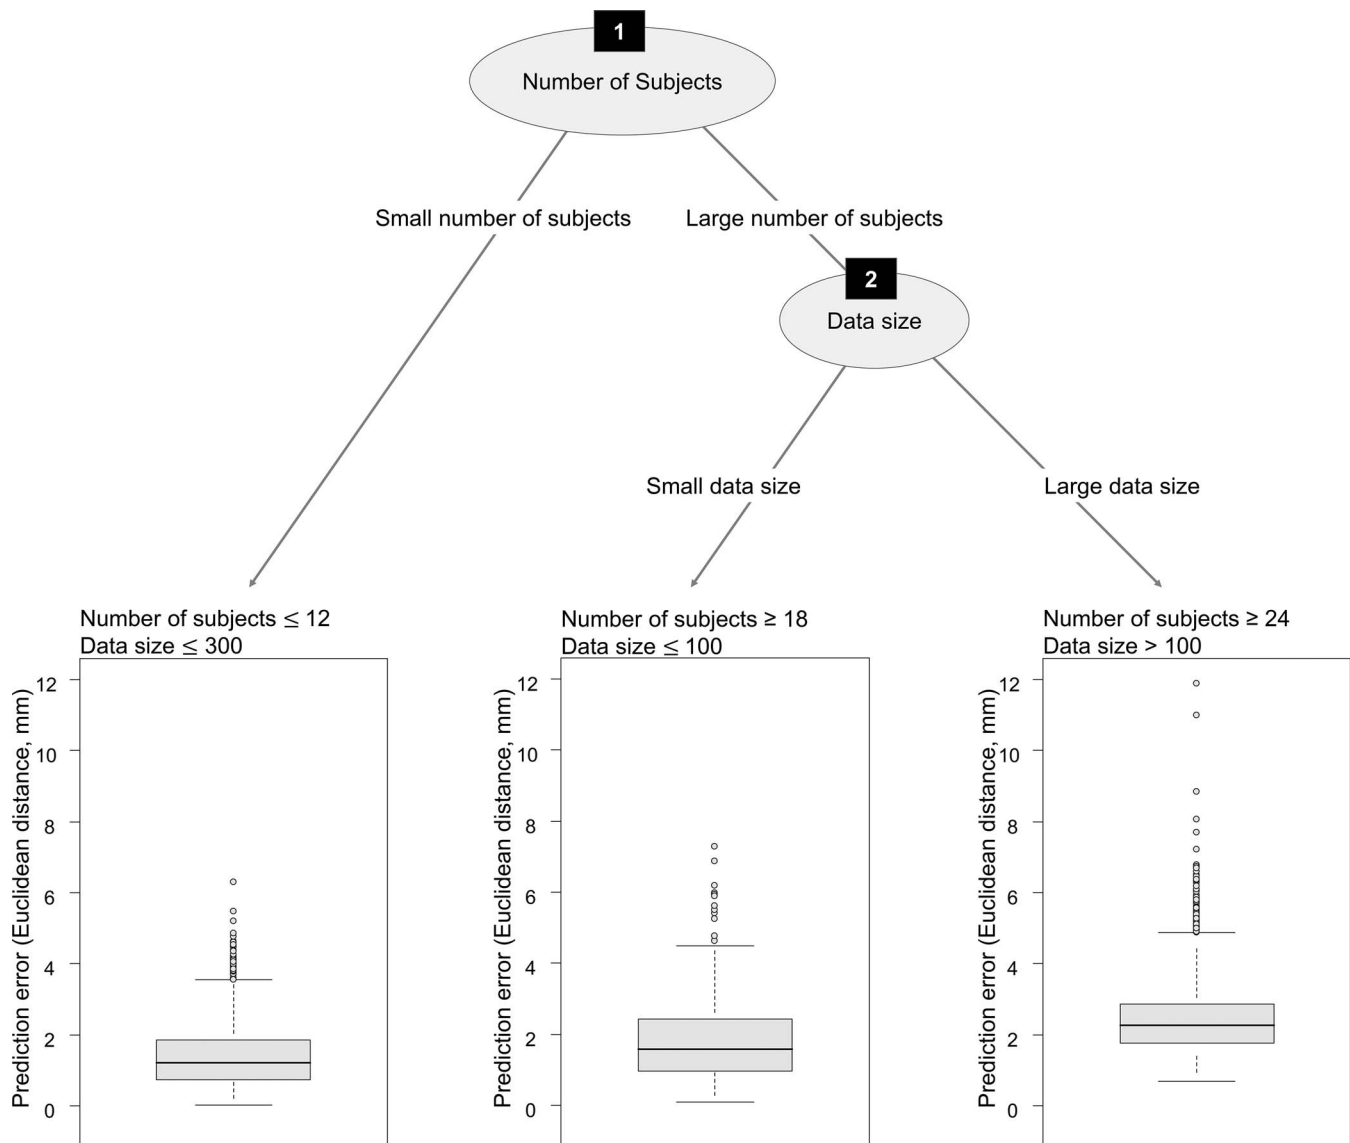 1
Number of Subjects
Small number of subjects
Large number of subjects
2
Data size
Small data size
Large data size
Number of subjects ≤ 12
Data size ≤ 300
Prediction error (Euclidean distance, mm)
12
10
8
6
4
2
0
Number of subjects ≥ 18
Data size ≤ 100
Prediction error (Euclidean distance, mm)
12
10
8
6
4
2
0
Number of subjects ≥ 24
Data size > 100
Prediction error (Euclidean distance, mm)
12
10
8
6
4
2
0